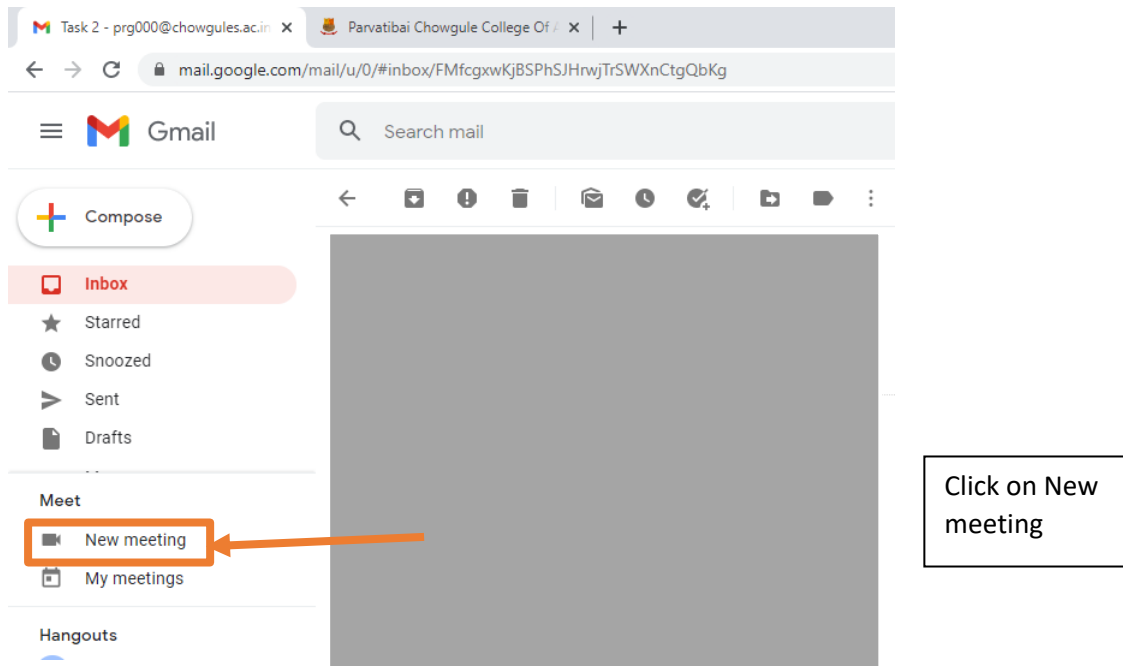 Task 2 - prg000@chowgules.ac.in
Parvatibai Chowgule College Of
mail.google.com/mail/u/0/#inbox/FMfcgxwKjBSPhSJHrwjTrSWXnCtgQbKg
Gmail
Search mail
Compose
Inbox
Starred
Snoozed
Sent
Drafts
Meet
New meeting
My meetings
Hangouts
Click on New
meeting